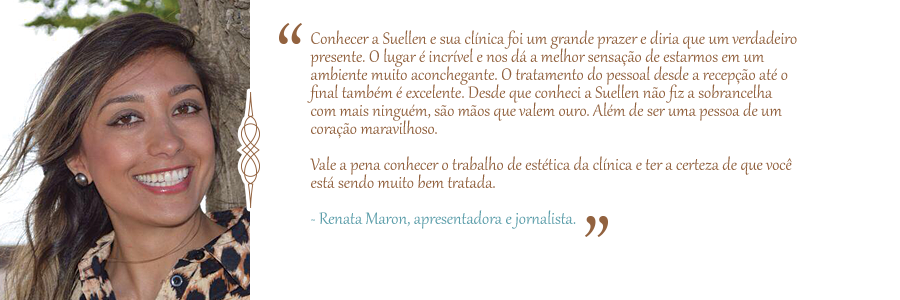 “ Conhecer a Suellen e sua clínica foi um grande prazer e diria que um verdadeiro
presente. O lugar é incrível e nos dá a melhor sensação de estarmos em um
ambiente muito aconchegante. O tratamento do pessoal desde a recepção até o
final também é excelente. Desde que conheci a Suellen não fiz a sobrancelha
com mais ninguém, são mãos que valem ouro. Além de ser uma pessoa de um
coração maravilhoso.
Vale a pena conhecer o trabalho de estética da clínica e ter a certeza de que você
está sendo muito bem tratada.
- Renata Maron, apresentadora e jornalista. ”